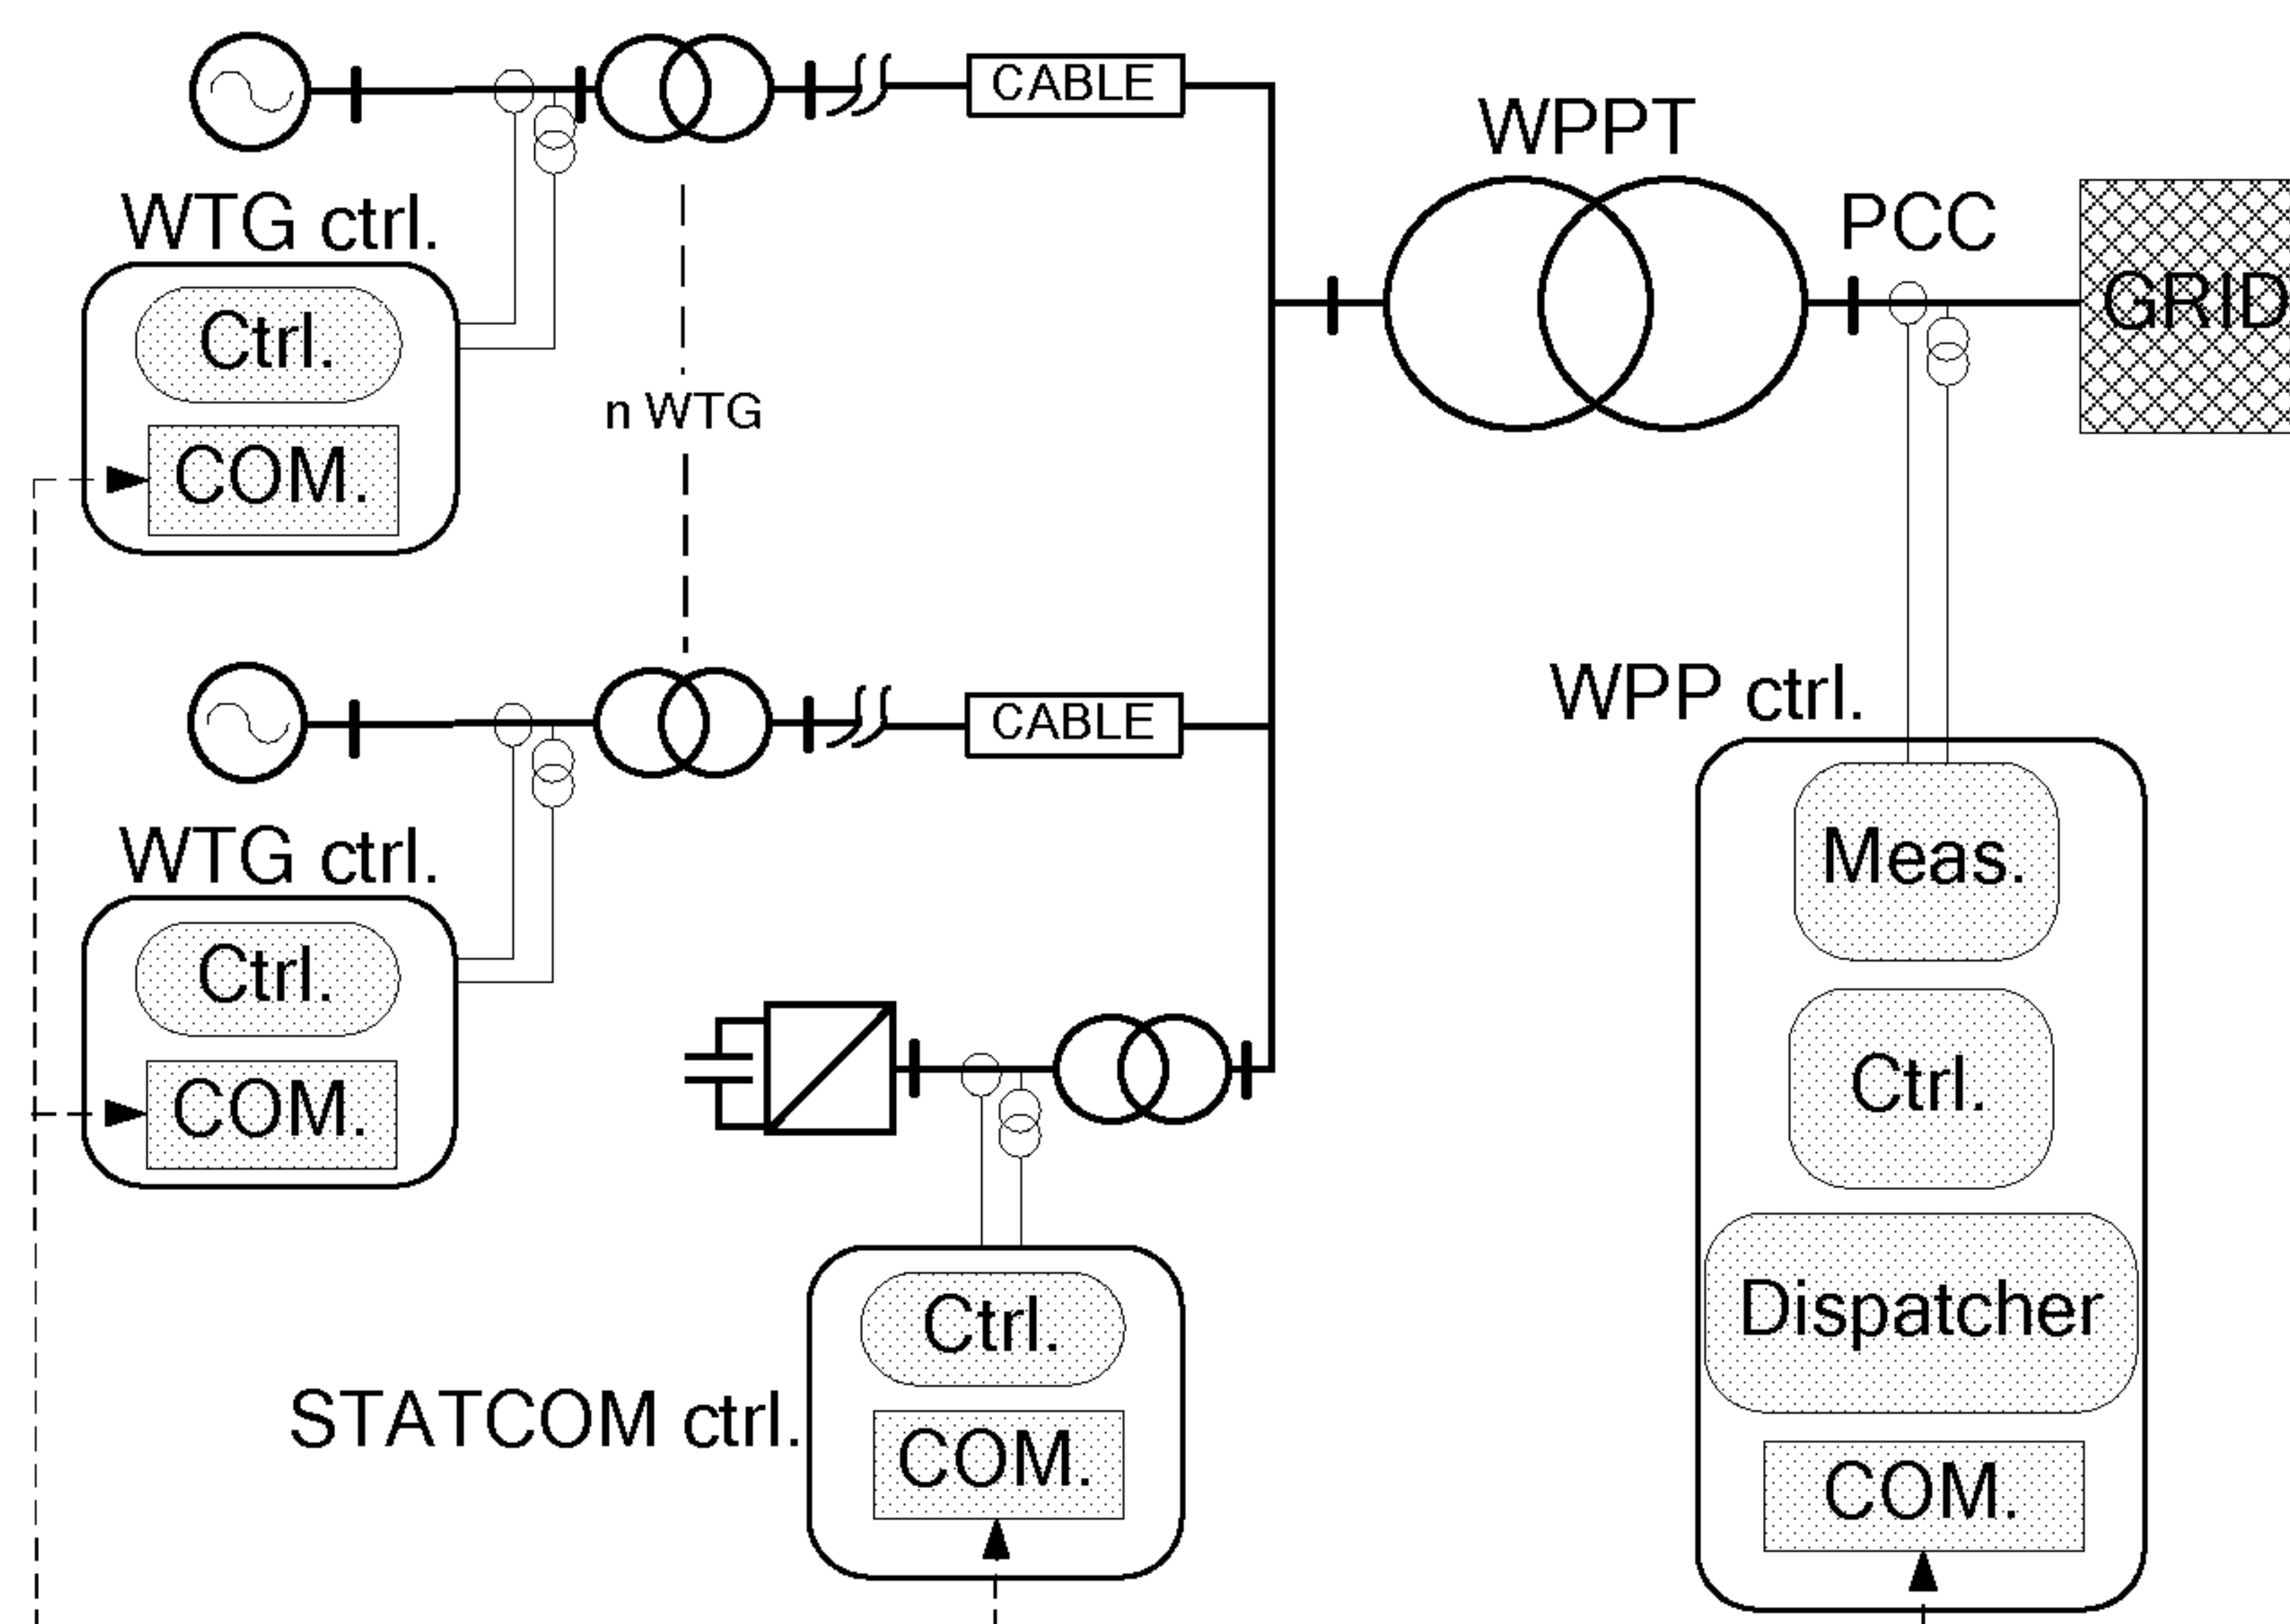 CABLE
WPPT
PCC
GRID
WTG ctrl.
Ctrl.
COM.
n WTG
CABLE
WPP ctrl.
WTG ctrl.
Ctrl.
COM.
Meas.
Ctrl.
Dispatcher
COM.
STATCOM ctrl.
Ctrl.
COM.